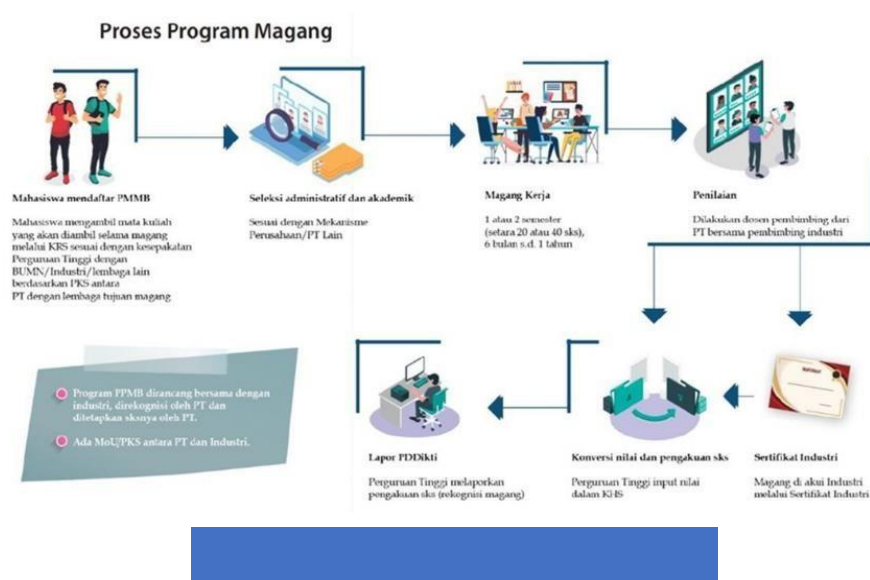 Proses Program Magang
Mahasiswa mendaftar PMMB
Mahasiswa mengambil mata kuliah
yang akan diambil selama magang
melalui KRS sesuai dengan kesepakatan
Perguruan Tinggi dengan
BUMN/Industri/lembaga lain
berdasarkan PKS antara
PT dengan lembaga tujuan magang
Seleksi administratif dan akademik
Sesuai dengan Mekanisme
Perusahaan/PT Lain
Magang Kerja
1 atau 2 semester
(setara 20 atau 40 sks),
6 bulan s.d. 1 tahun
Penilaian
Dilakukan dosen pembimbing dari
PT bersama pembimbing industri
Sertifikat Industri
Magang di akui Industri
melalui Sertifikat Industri
Konversi nilai dan pengakuan sks
Perguruan Tinggi input nilai
dalam KHS
Lapor PDDikti
Perguruan Tinggi melaporkan
pengakuan sks (rekognisi magang)
Program PPMB dirancang bersama dengan
industri, direkognisi oleh PT dan
ditetapkan sksnya oleh PT.
Ada MoU/PKS antara PT dan Industri.